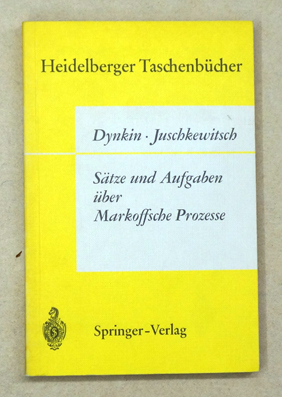 Heidelberger Taschenbücher
Dynkin · Juschkewitsch
Sätze und Aufgaben
über
Markoffsche Prozesse
Springer-Verlag